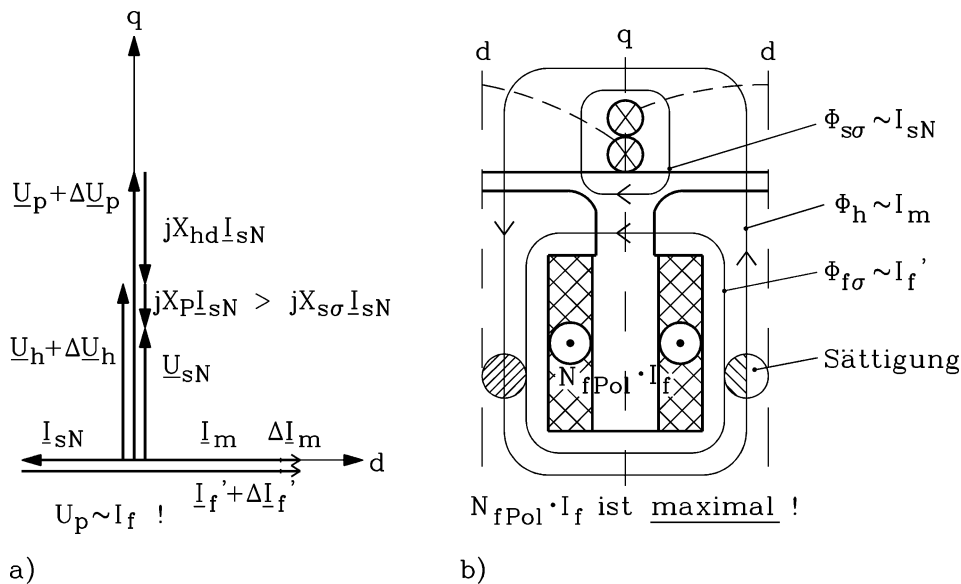 q
U_p+ΔU_p
jX_hd I_sN
jX_P I_sN > jX_sσ I_sN
U_h+ΔU_h
U_sN
I_sN
I_m
ΔI_m
d
I_f'+ΔI_f'
U_p~I_f !
a)
d
q
d
Φ_sσ~I_sN
Φ_h~I_m
Φ_fσ~I_f'
Sättigung
N_fPol·I_f
N_fPol·I_f ist maximal !
b)